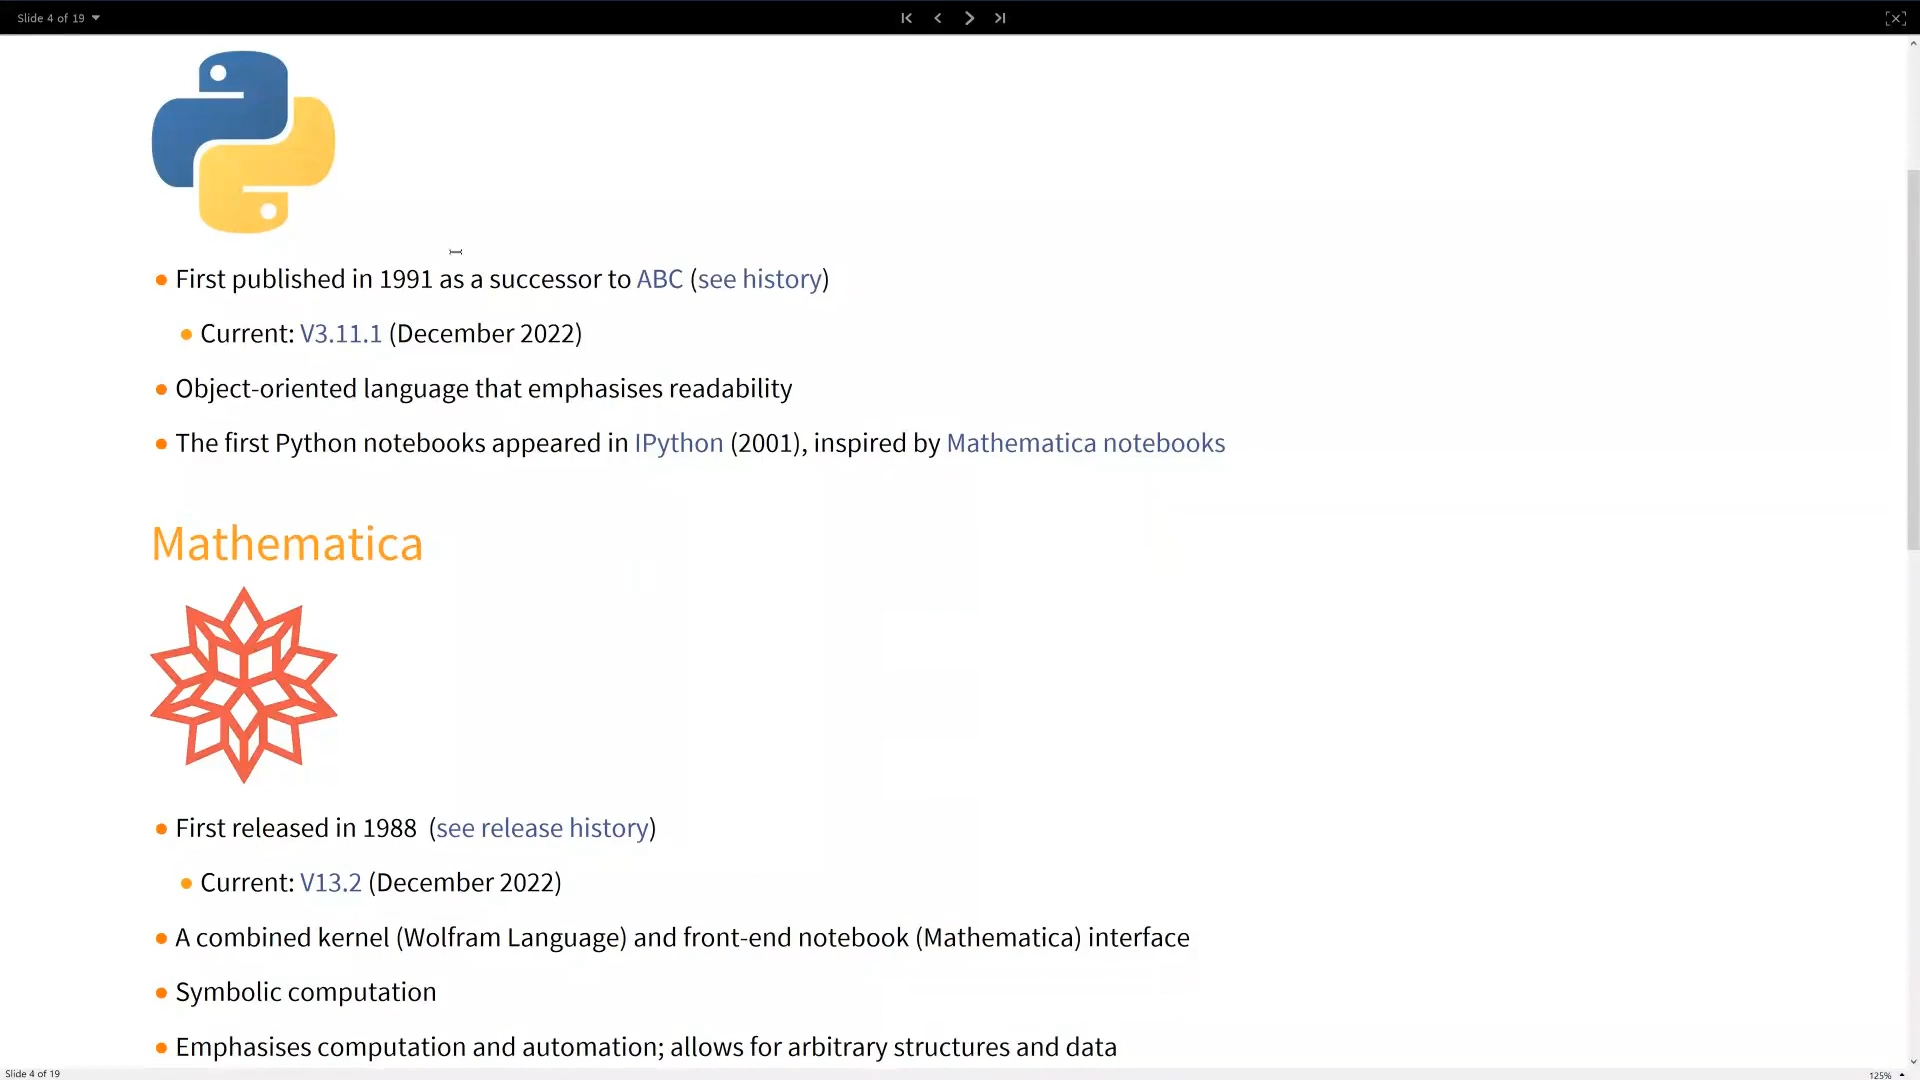 Slide 4 of 19
First published in 1991 as a successor to ABC (see history)
Current: V3.11.1 (December 2022)
Object-oriented language that emphasises readability
The first Python notebooks appeared in IPython (2001), inspired by Mathematica notebooks
Mathematica
First released in 1988 (see release history)
Current: V13.2 (December 2022)
A combined kernel (Wolfram Language) and front-end notebook (Mathematica) interface
Symbolic computation
Emphasises computation and automation; allows for arbitrary structures and data
Slide 4 of 19
125%